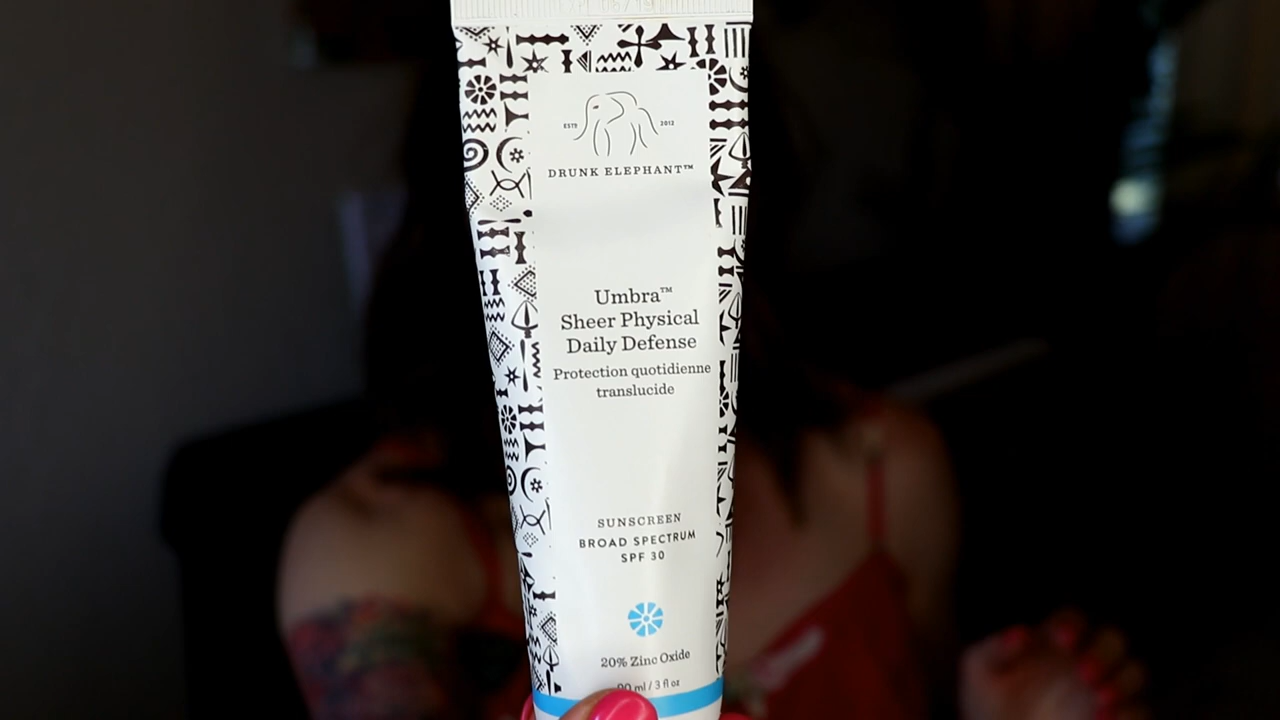 ESTD 2012
DRUNK ELEPHANT™
Umbra™
Sheer Physical
Daily Defense
Protection quotidienne
translucide
SUNSCREEN
BROAD SPECTRUM
SPF 30
20% Zinc Oxide
90 ml / 3 fl oz